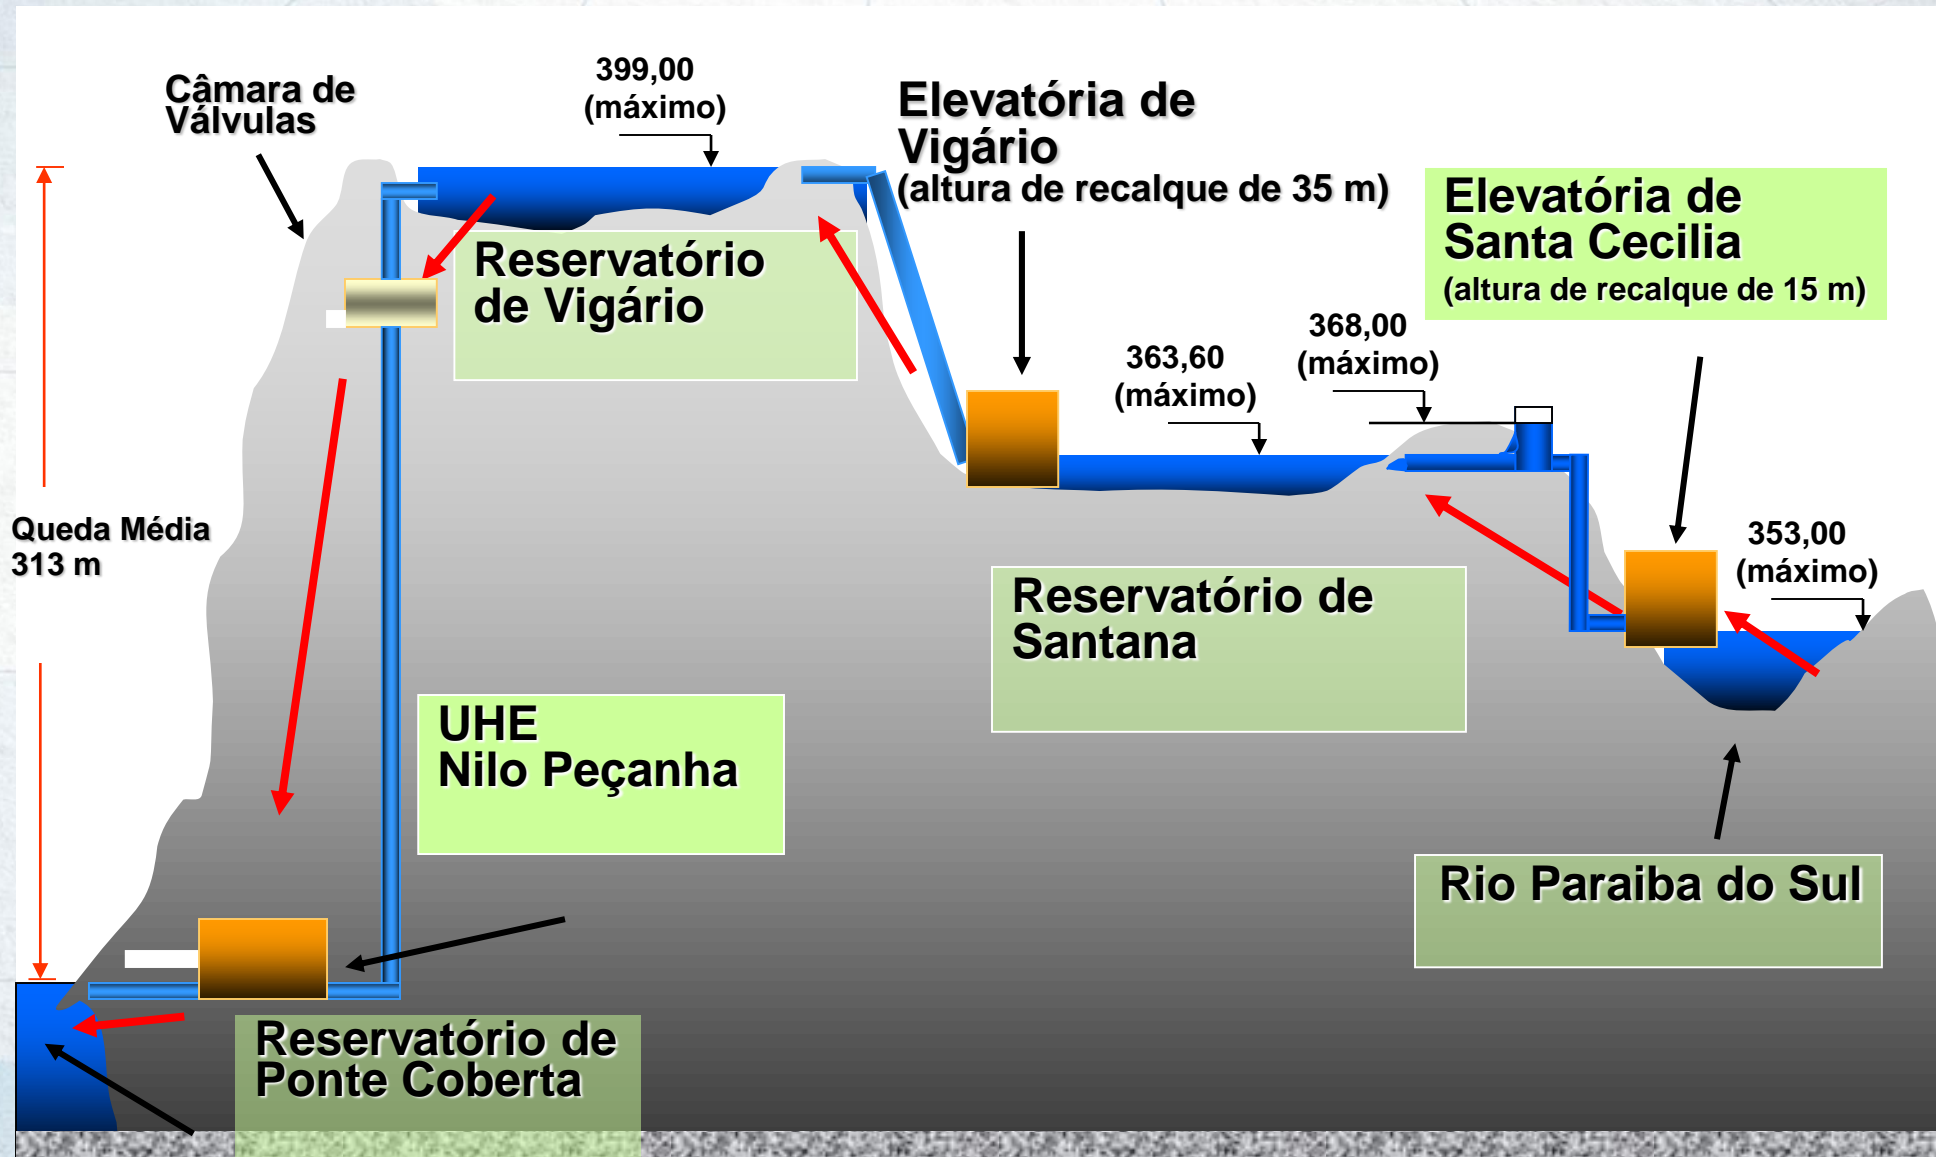 Câmara de
Válvulas
399,00
(máximo)
Elevatória de
Vigário
(altura de recalque de 35 m)
Elevatória de
Santa Cecilia
(altura de recalque de 15 m)
Reservatório
de Vigário
363,60
(máximo)
368,00
(máximo)
Queda Média
313 m
353,00
(máximo)
Reservatório de
Santana
UHE
Nilo Peçanha
Rio Paraiba do Sul
Reservatório de
Ponte Coberta